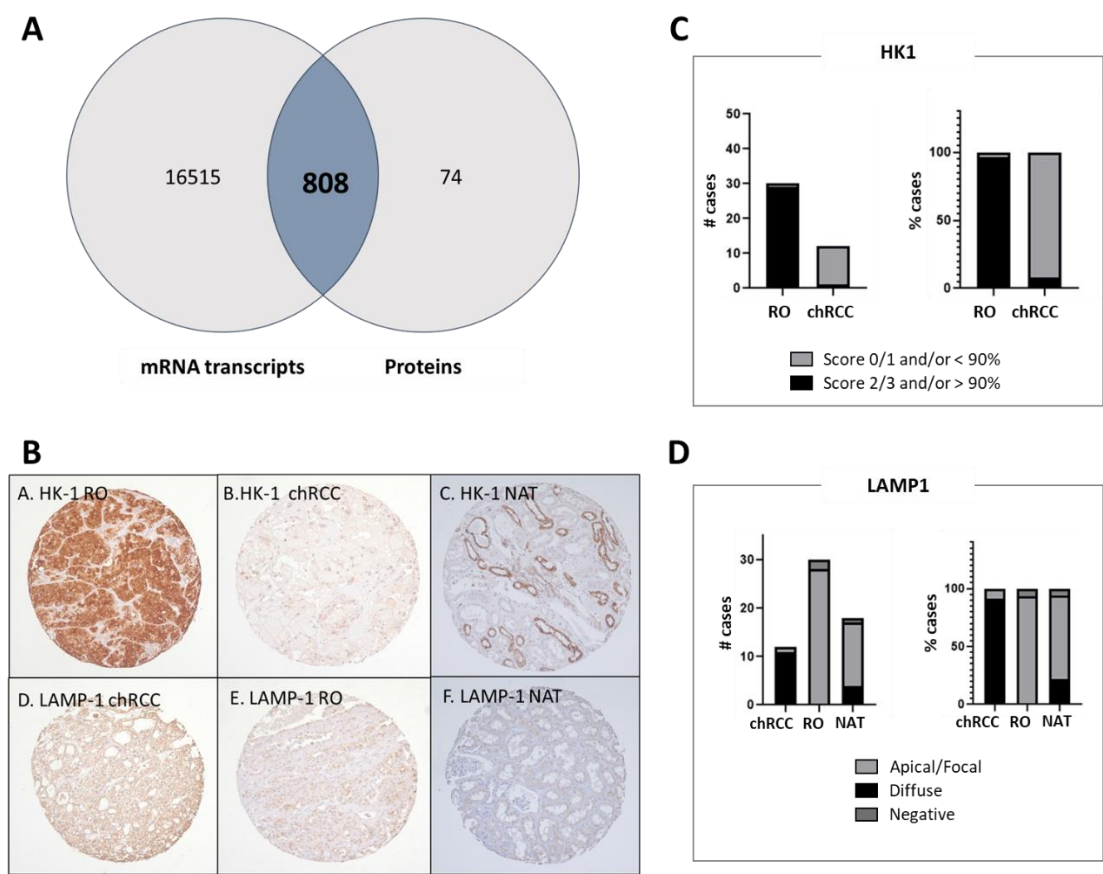 A
16515
808
74
mRNA transcripts
Proteins
B
A. HK-1 RO
B.HK-1 chRCC
C. HK-1 NAT
D. LAMP-1 chRCC
E. LAMP-1 RO
F. LAMP-1 NAT
C
HK1
# cases
50
40
30
20
10
0
RO chRCC
% cases
100
50
0
RO chRCC
Score 0/1 and/or < 90%
Score 2/3 and/or > 90%
D
LAMP1
# cases
30
20
10
0
chRCC RO NAT
% cases
100
50
0
chRCC RO NAT
Apical/Focal
Diffuse
Negative